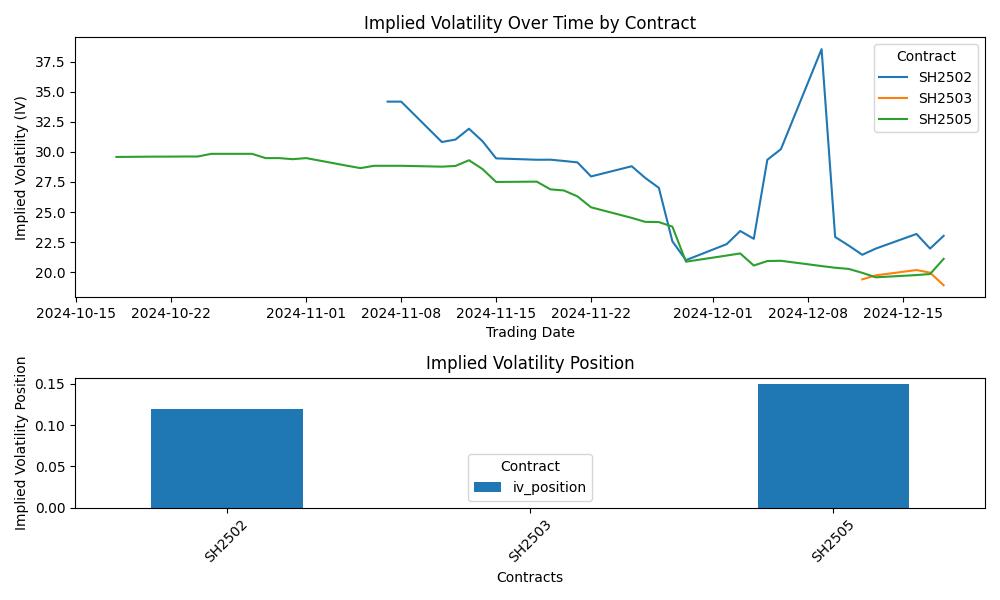 Implied Volatility Over Time by Contract
Implied Volatility (IV)
37.5
35.0
32.5
30.0
27.5
25.0
22.5
20.0
Contract
SH2502
SH2503
SH2505
2024-10-15 2024-10-22 2024-11-01 2024-11-08 2024-11-15 2024-11-22 2024-12-01 2024-12-08 2024-12-15
Trading Date
Implied Volatility Position
Implied Volatility Position
0.15
0.10
0.05
0.00
Contract
iv_position
SH2502 SH2503 SH2505
Contracts